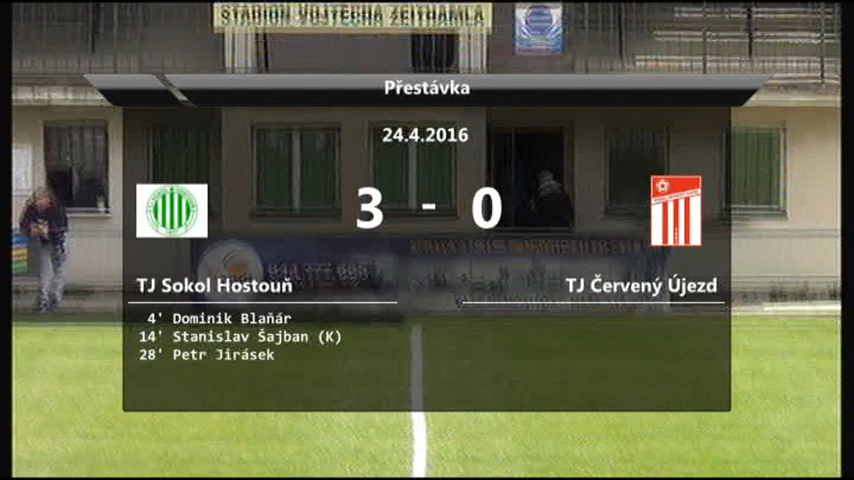 STADION VOJTĚCHA ZEITHAMLA
Přestávka
24.4.2016
3 - 0
TJ Sokol Hostouň
TJ Červený Újezd
4' Dominik Blaňár
14' Stanislav Šajban (K)
28' Petr Jirásek